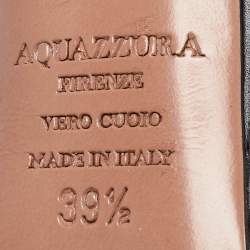 AQUAZZURA
FIRENZE
VERO CUOIO
MADE IN ITALY
39½